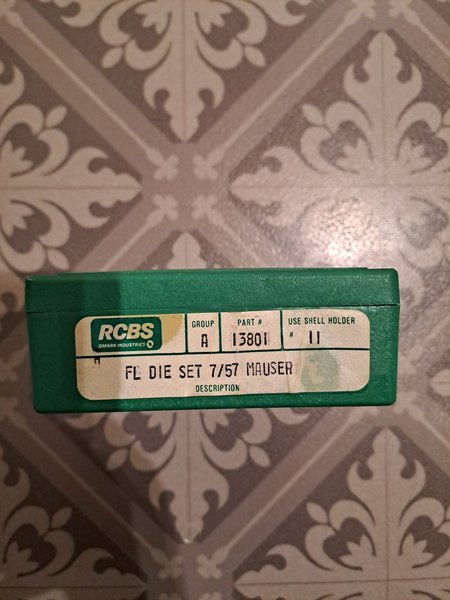 RCBS
OMARK INDUSTRIES
GROUP
A
PART #
13801
USE SHELL HOLDER
# 11
" FL DIE SET 7/57 MAUSER
DESCRIPTION